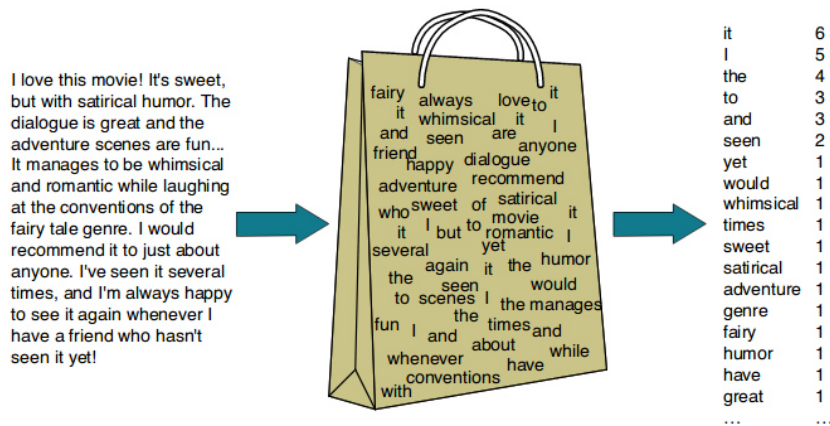 I love this movie! It's sweet,
but with satirical humor. The
dialogue is great and the
adventure scenes are fun...
It manages to be whimsical
and romantic while laughing
at the conventions of the
fairy tale genre. I would
recommend it to just about
anyone. I've seen it several
times, and I'm always happy
to see it again whenever I
have a friend who hasn't
seen it yet!
fairy always love to it
it whimsical it I
and seen are anyone
friend happy dialogue
adventure recommend
who sweet of satirical
it I but to movie it
romantic I
several yet
again it the humor
the seen would
to scenes I the manages
the
fun I and times and
about
whenever have while
conventions
with
it 6
I 5
the 4
to 3
and 3
seen 2
yet 1
would 1
whimsical 1
times 1
sweet 1
satirical 1
adventure 1
genre 1
fairy 1
humor 1
have 1
great 1
... ...